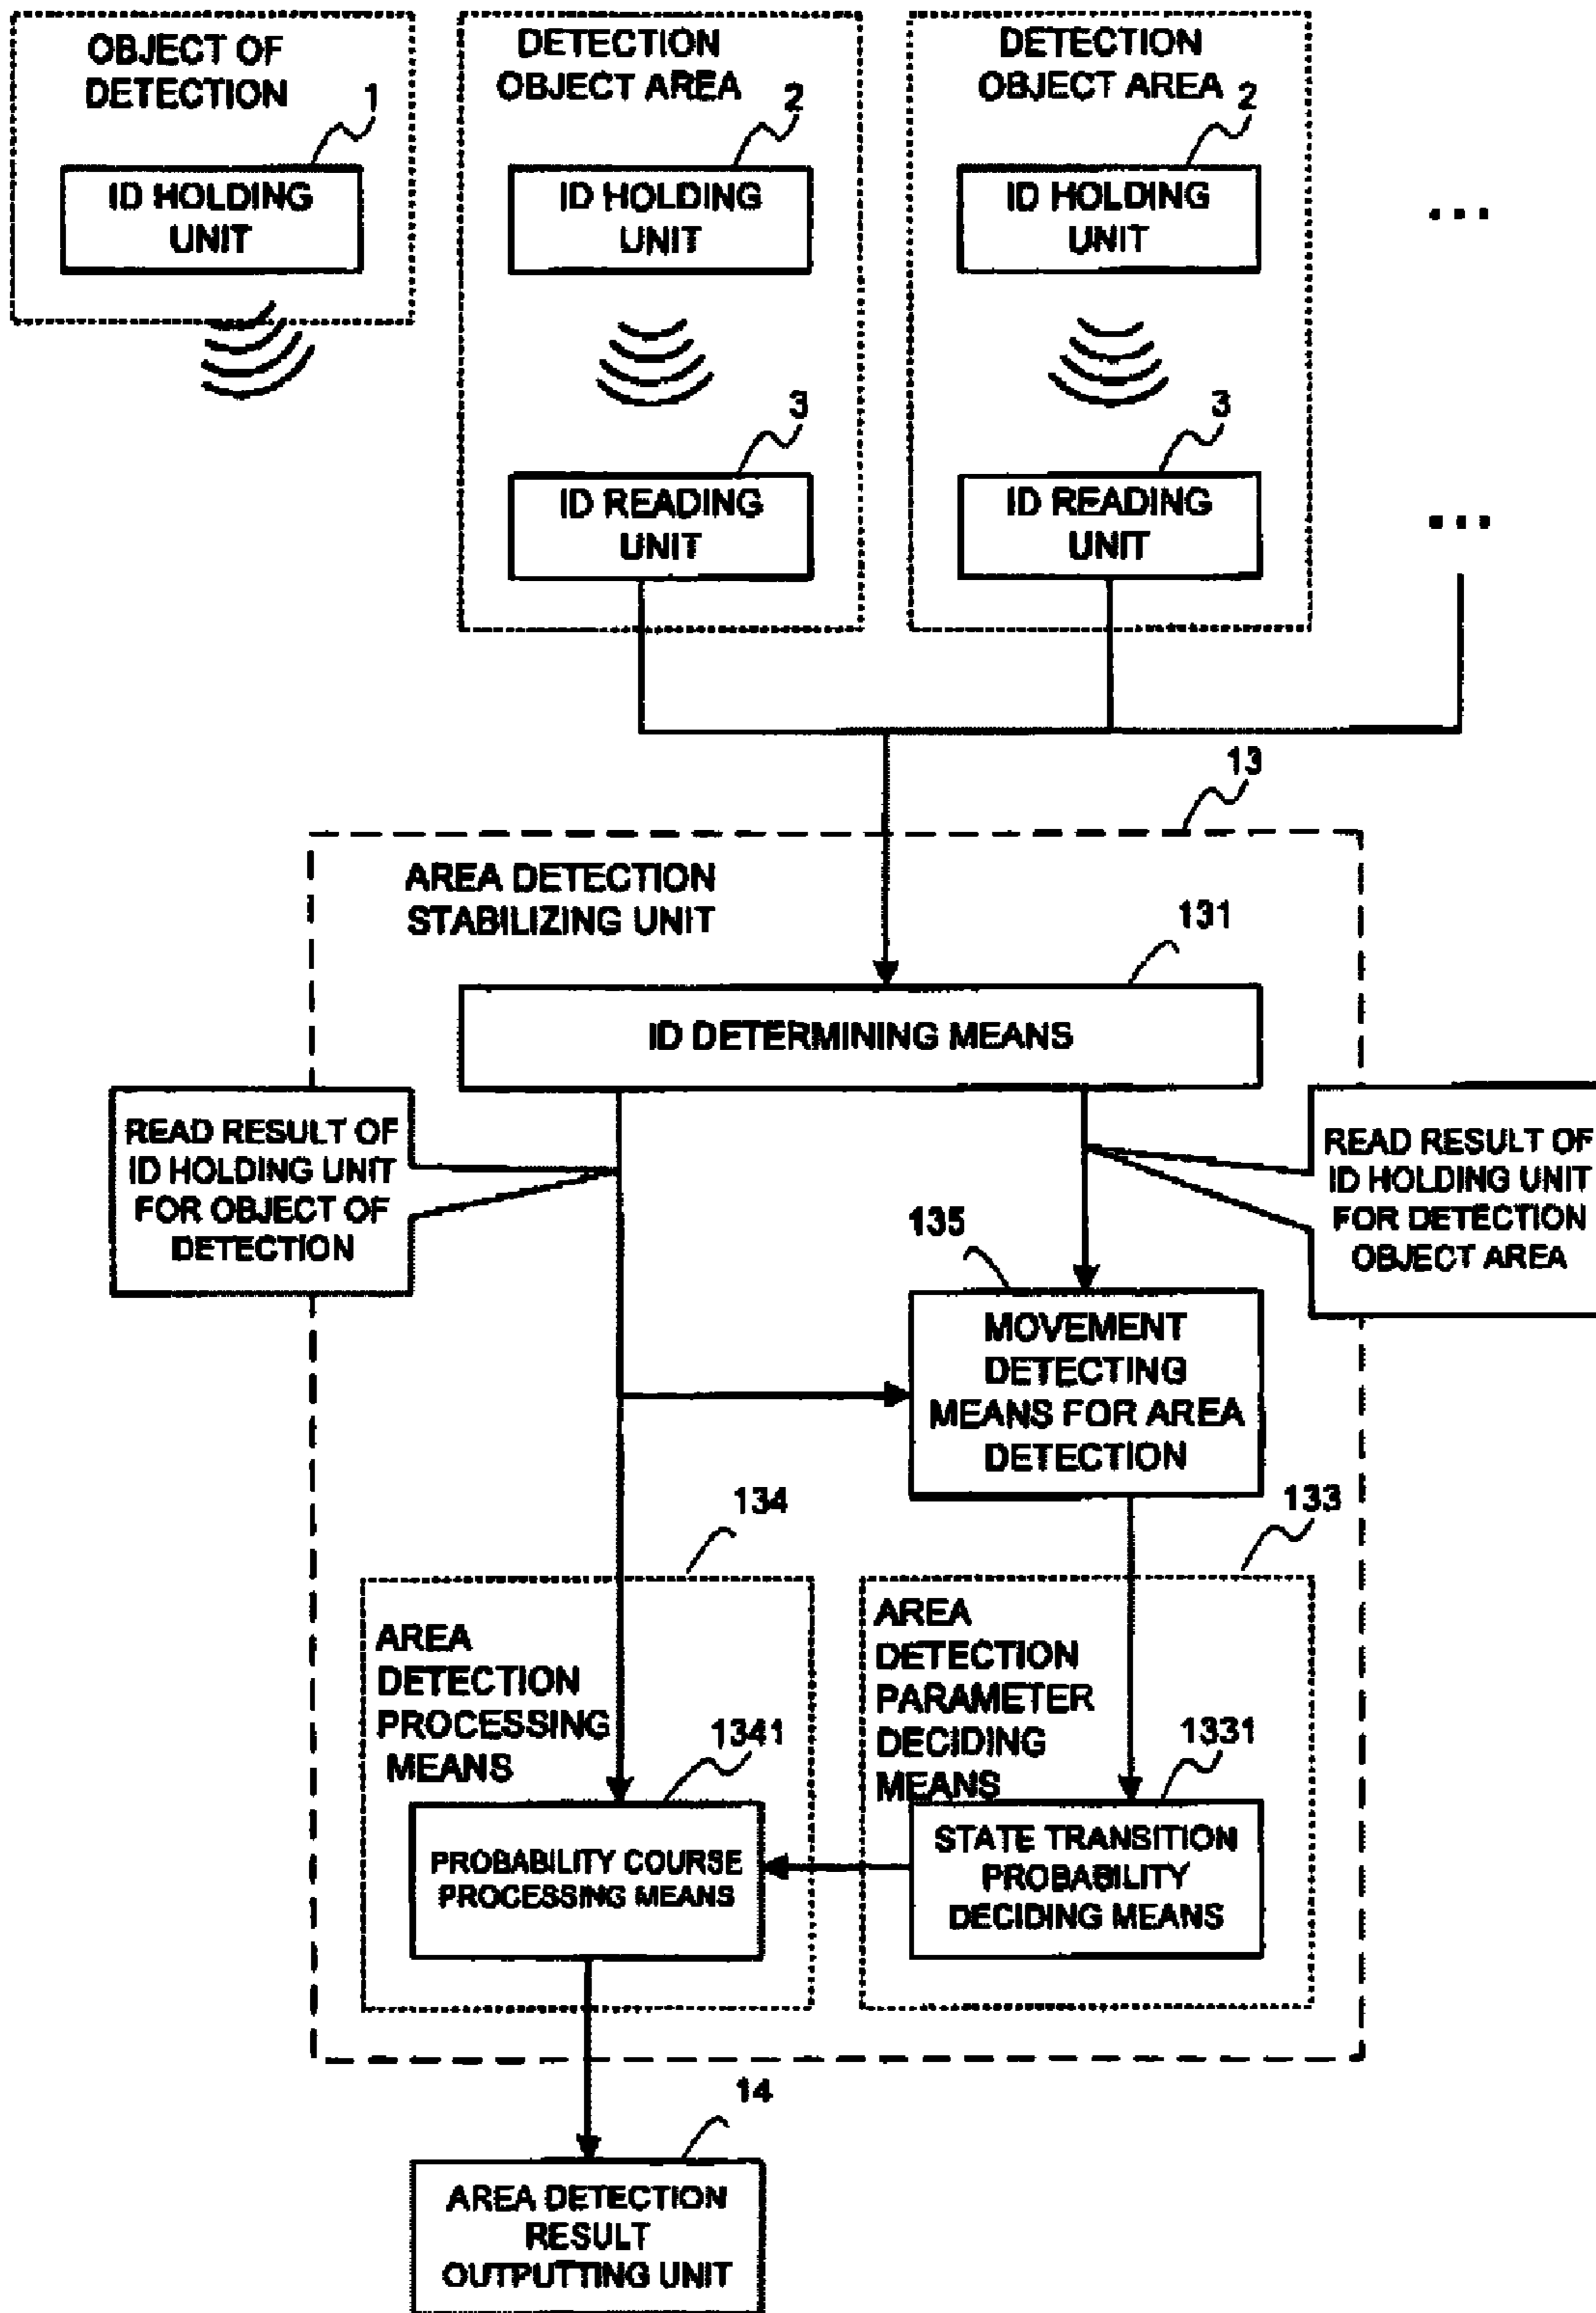 OBJECT OF
DETECTION
1
ID HOLDING
UNIT
DETECTION
OBJECT AREA
2
ID HOLDING
UNIT
3
ID READING
UNIT
DETECTION
OBJECT AREA
2
ID HOLDING
UNIT
3
ID READING
UNIT
...
...
13
AREA DETECTION
STABILIZING UNIT
131
ID DETERMINING MEANS
READ RESULT OF
ID HOLDING UNIT
FOR OBJECT OF
DETECTION
READ RESULT OF
ID HOLDING UNIT
FOR DETECTION
OBJECT AREA
135
MOVEMENT
DETECTING
MEANS FOR AREA
DETECTION
134
AREA
DETECTION
PROCESSING
MEANS
1341
PROBABILITY COURSE
PROCESSING MEANS
133
AREA
DETECTION
PARAMETER
DECIDING
MEANS
1331
STATE TRANSITION
PROBABILITY
DECIDING MEANS
14
AREA DETECTION
RESULT
OUTPUTTING UNIT